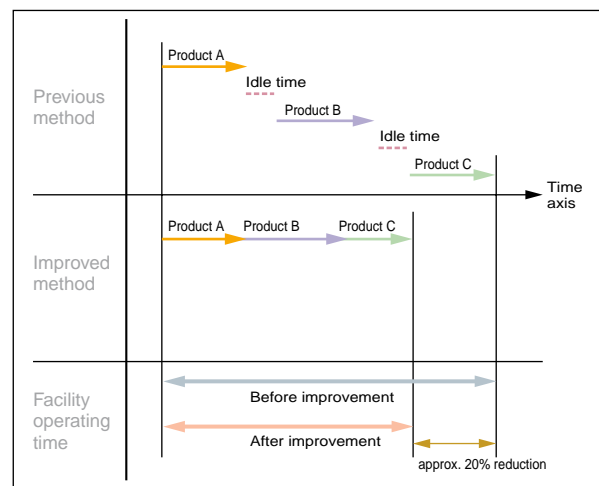 Previous
method
Product A
Idle time
Product B
Idle time
Product C
Time
axis
Improved
method
Product A
Product B
Product C
Facility
operating
time
Before improvement
After improvement
approx. 20% reduction